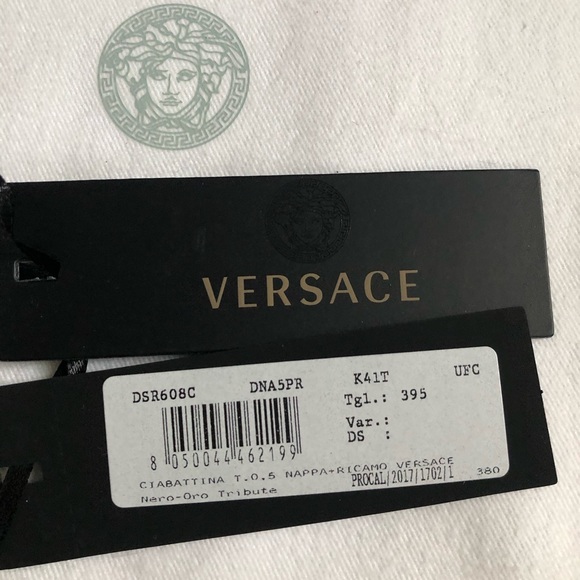 VERSACE
DSR608C DNA5PR K41T UFC
Tgl.: 395
Var.:
DS :
8 050044 462199
CIABATTINA T.0.5 NAPPA+RICAMO VERSACE
PROCAL/2017/1702/1 380
Nero-Oro Tribute